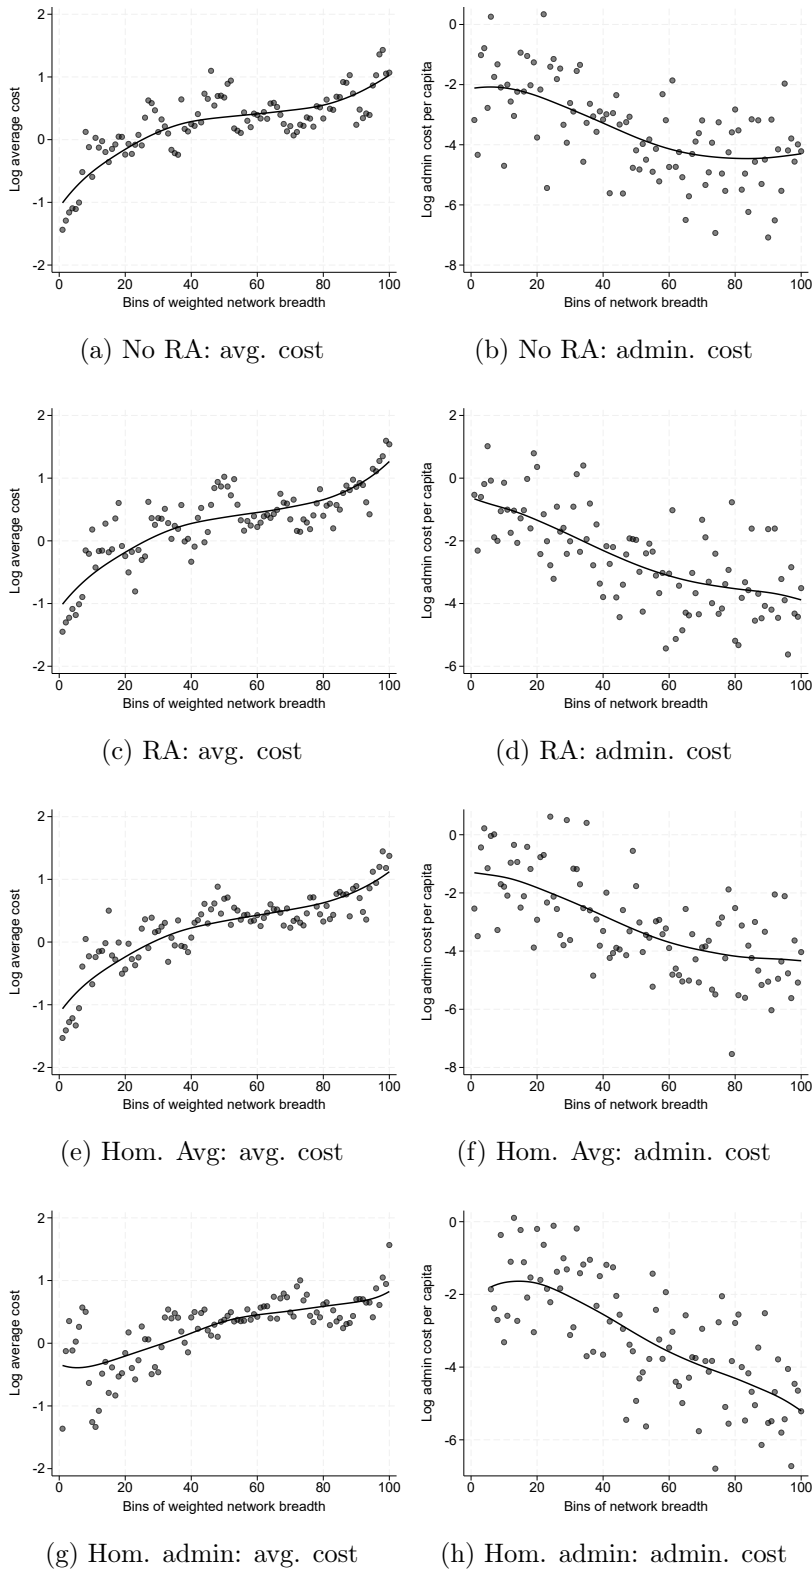 2
1
0
-1
-2
Log average cost
0 20 40 60 80 100
Bins of weighted network breadth
(a) No RA: avg. cost
0
-2
-4
-6
-8
Log admin cost per capita
0 20 40 60 80 100
Bins of network breadth
(b) No RA: admin. cost
2
1
0
-1
-2
Log average cost
0 20 40 60 80 100
Bins of weighted network breadth
(c) RA: avg. cost
2
0
-2
-4
-6
Log admin cost per capita
0 20 40 60 80 100
Bins of network breadth
(d) RA: admin. cost
2
1
0
-1
-2
Log average cost
0 20 40 60 80 100
Bins of weighted network breadth
(e) Hom. Avg: avg. cost
0
-2
-4
-6
-8
Log admin cost per capita
0 20 40 60 80 100
Bins of network breadth
(f) Hom. Avg: admin. cost
2
1
0
-1
-2
Log average cost
0 20 40 60 80 100
Bins of weighted network breadth
(g) Hom. admin: avg. cost
0
-2
-4
-6
Log admin cost per capita
0 20 40 60 80 100
Bins of network breadth
(h) Hom. admin: admin. cost